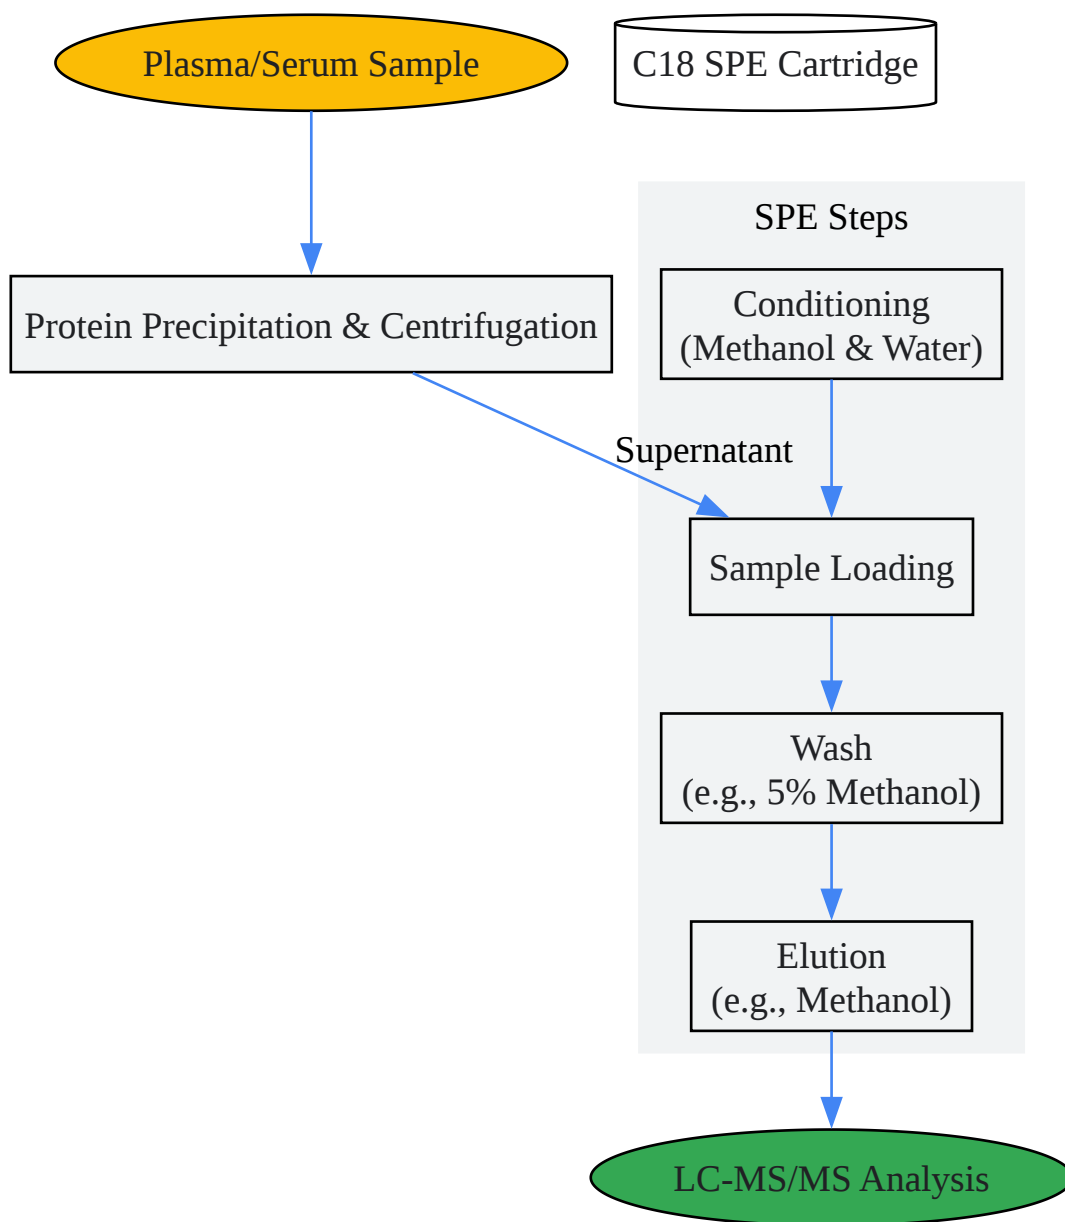 Plasma/Serum Sample
C18 SPE Cartridge
SPE Steps
Protein Precipitation & Centrifugation
Conditioning
(Methanol & Water)
Supernatant
Sample Loading
Wash
(e.g., 5% Methanol)
Elution
(e.g., Methanol)
LC-MS/MS Analysis